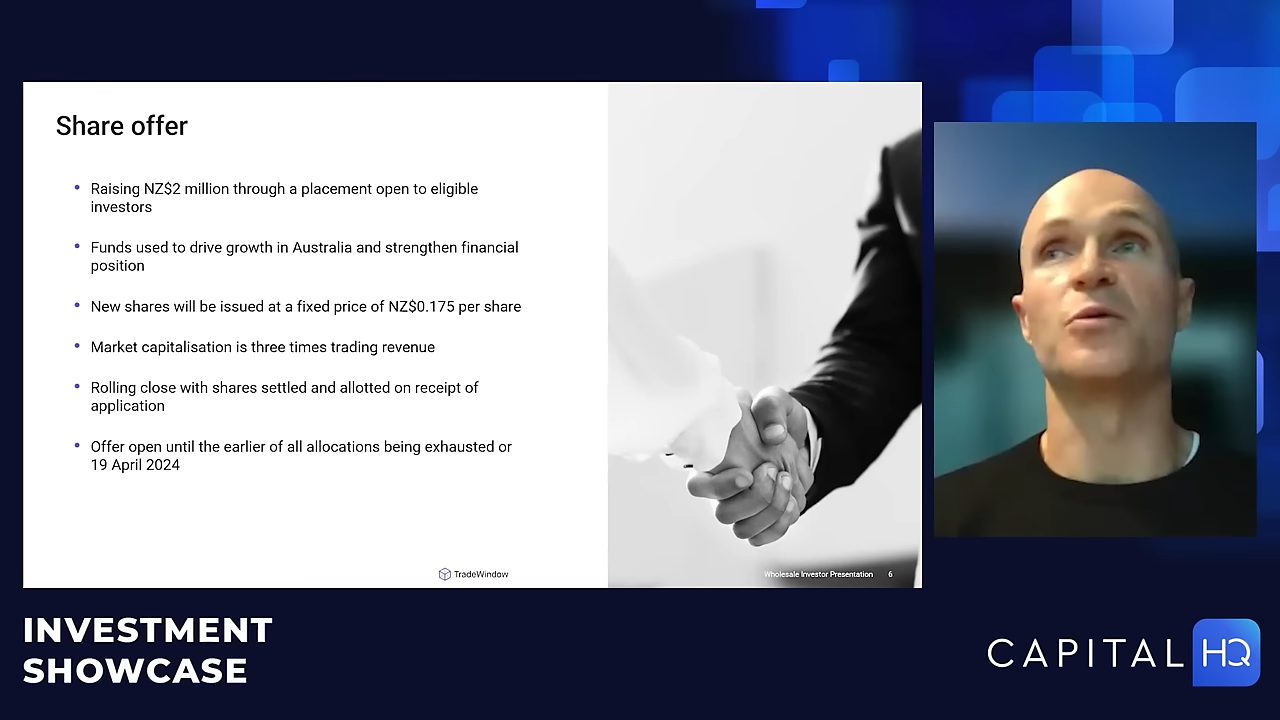 Share offer
• Raising NZ$2 million through a placement open to eligible
investors
• Funds used to drive growth in Australia and strengthen financial
position
• New shares will be issued at a fixed price of NZ$0.175 per share
• Market capitalisation is three times trading revenue
• Rolling close with shares settled and allotted on receipt of
application
• Offer open until the earlier of all allocations being exhausted or
19 April 2024
TradeWindow
Wholesale Investor Presentation 6
INVESTMENT
SHOWCASE
CAPITAL HQ